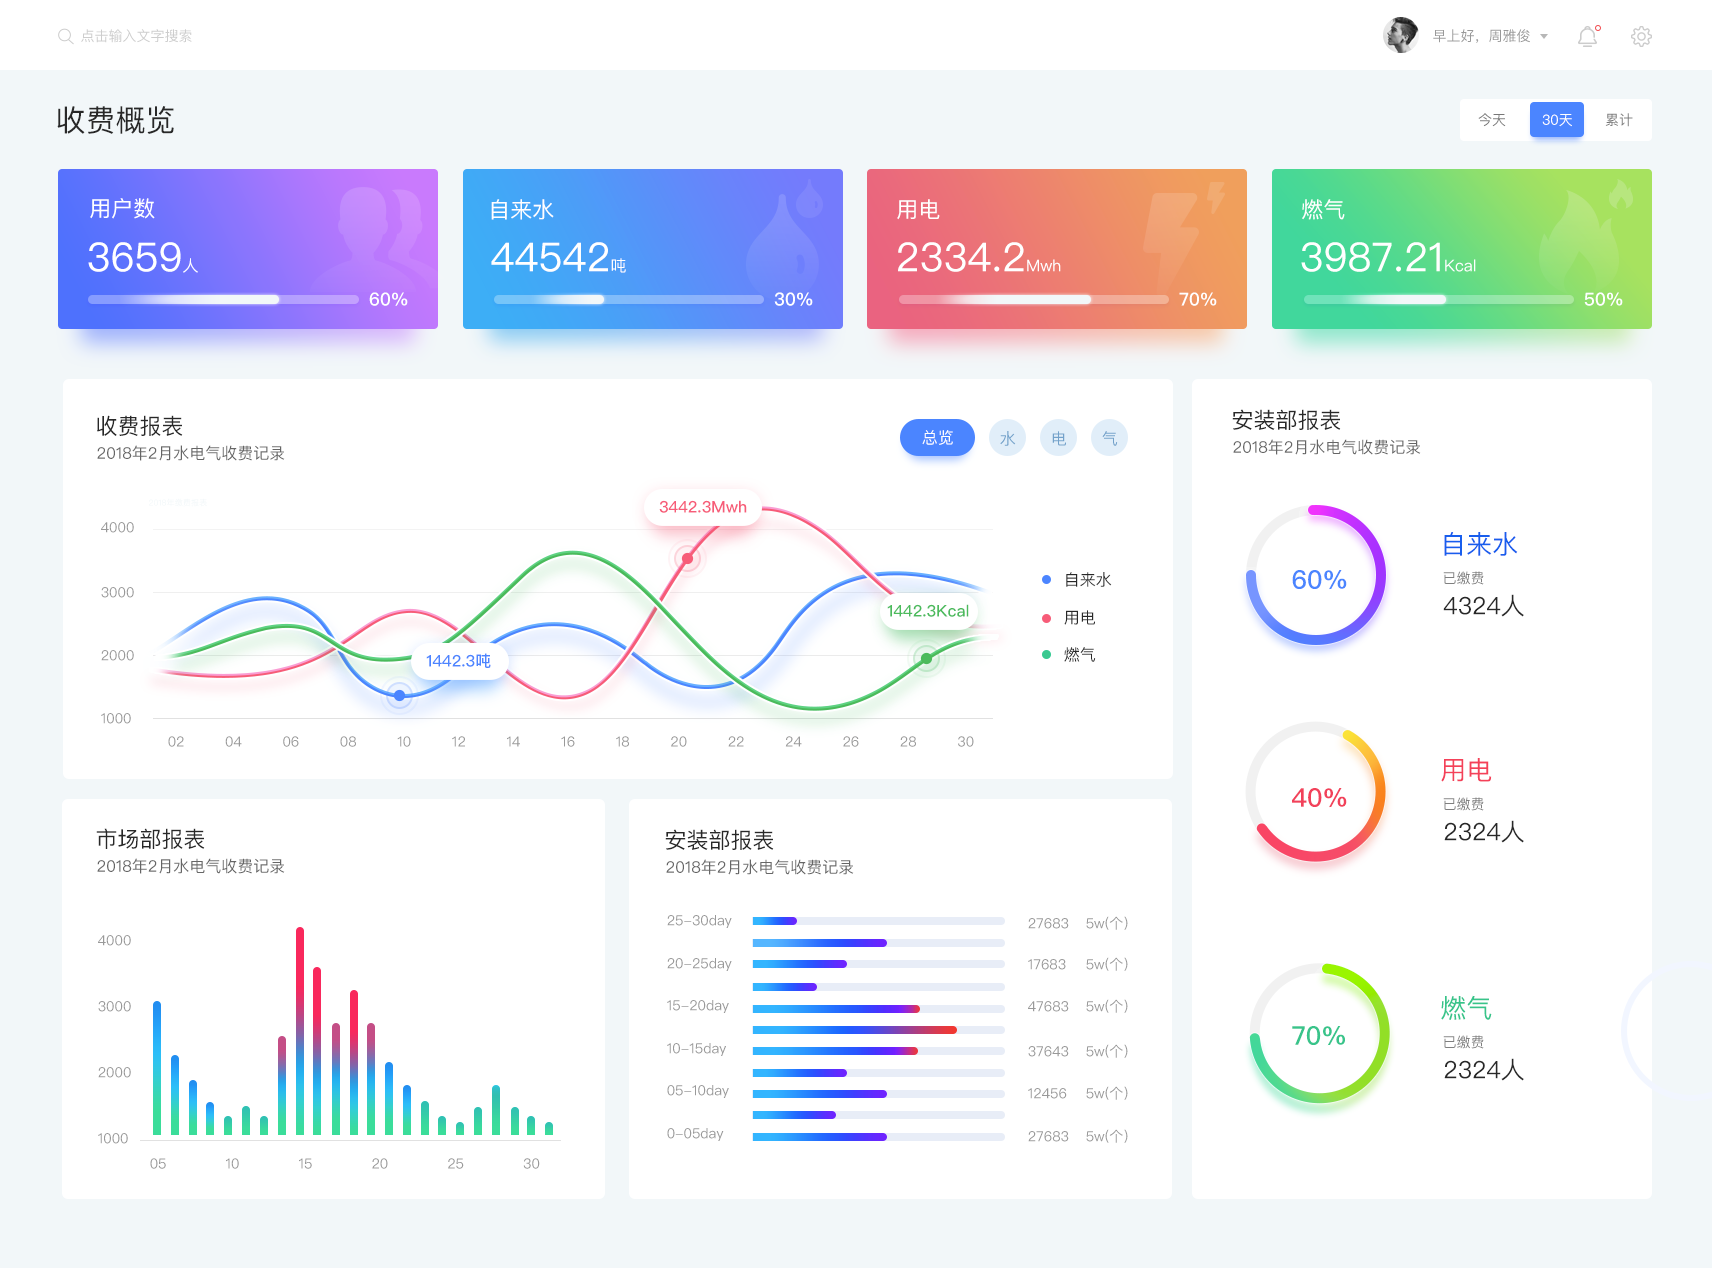 点击输入文字搜索
早上好，周雅俊
收费概览
今天 30天 累计
用户数
3659人
60%
自来水
44542吨
30%
用电
2334.2Mwh
70%
燃气
3987.21Kcal
50%
收费报表
2018年2月水电气收费记录
总览 水 电 气
4000
3000
2000
1000
02 04 06 08 10 12 14 16 18 20 22 24 26 28 30
3442.3Mwh
1442.3Kcal
1442.3吨
自来水
用电
燃气
安装部报表
2018年2月水电气收费记录
60%
自来水
已缴费
4324人
40%
用电
已缴费
2324人
70%
燃气
已缴费
2324人
市场部报表
2018年2月水电气收费记录
4000
3000
2000
1000
05 10 15 20 25 30
安装部报表
2018年2月水电气收费记录
25-30day 27683 5w(个)
20-25day 17683 5w(个)
15-20day 47683 5w(个)
10-15day 37643 5w(个)
05-10day 12456 5w(个)
0-05day 27683 5w(个)